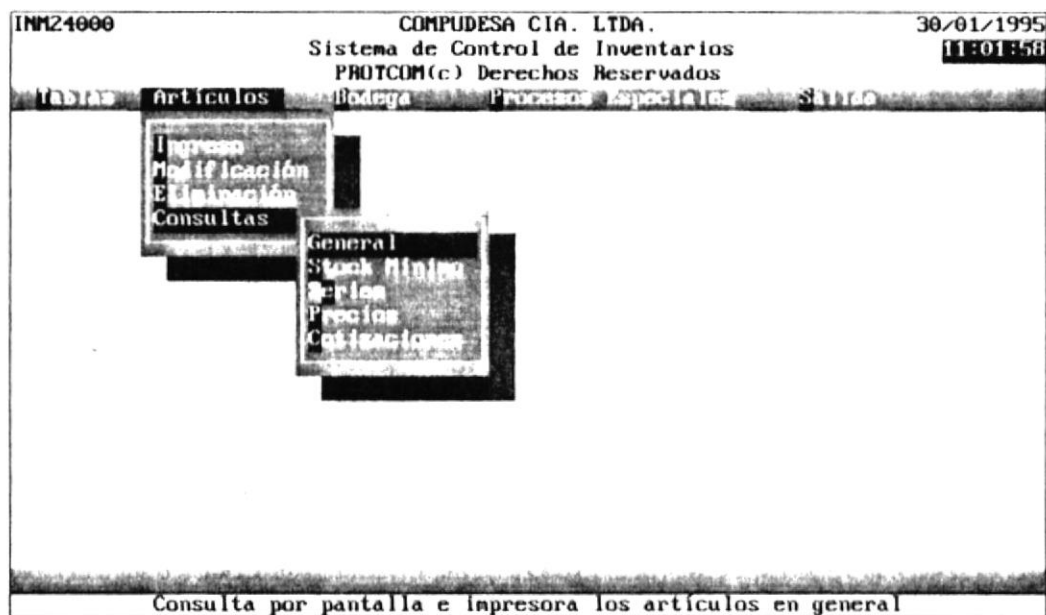 INM24000 COMPUDESA CIA. LTDA. 30/01/1995
Sistema de Control de Inventarios 11:01:58
PROTCOM(c) Derechos Reservados
Tablas Artículos Bodega Procesos Especiales Salida
Ingreso
Modificación
Eliminación
Consultas
General
Stock Mínimo
Series
Precios
Cotizaciones
Consulta por pantalla e impresora los artículos en general